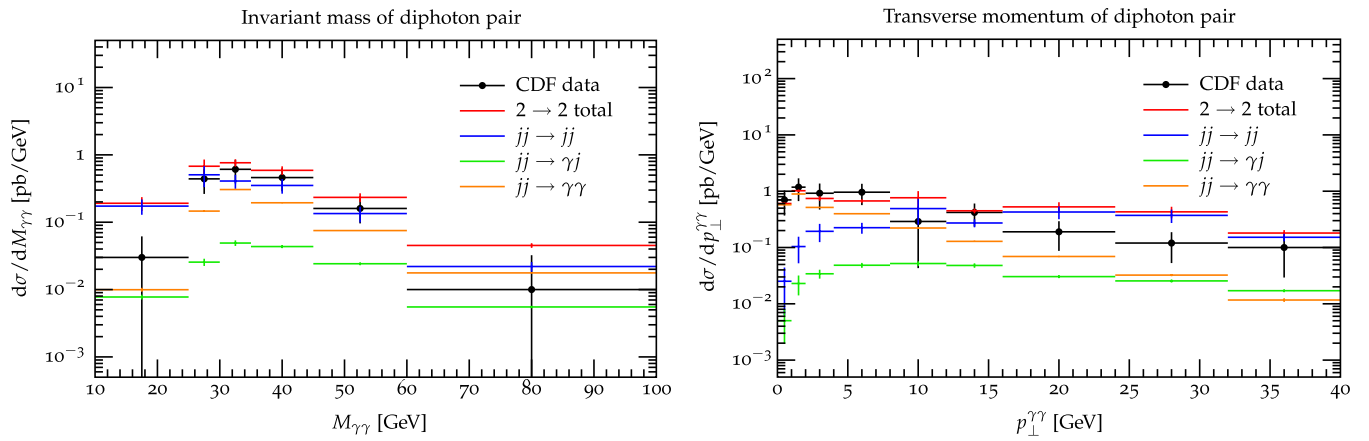 Invariant mass of diphoton pair
dσ/dM_γγ [pb/GeV]
10^1
1
10^−1
10^−2
10^−3
CDF data
2 → 2 total
jj → jj
jj → γj
jj → γγ
10 20 30 40 50 60 70 80 90 100
M_γγ [GeV]
Transverse momentum of diphoton pair
dσ/dp_⊥^γγ [pb/GeV]
10^2
10^1
1
10^−1
10^−2
10^−3
CDF data
2 → 2 total
jj → jj
jj → γj
jj → γγ
0 5 10 15 20 25 30 35 40
p_⊥^γγ [GeV]